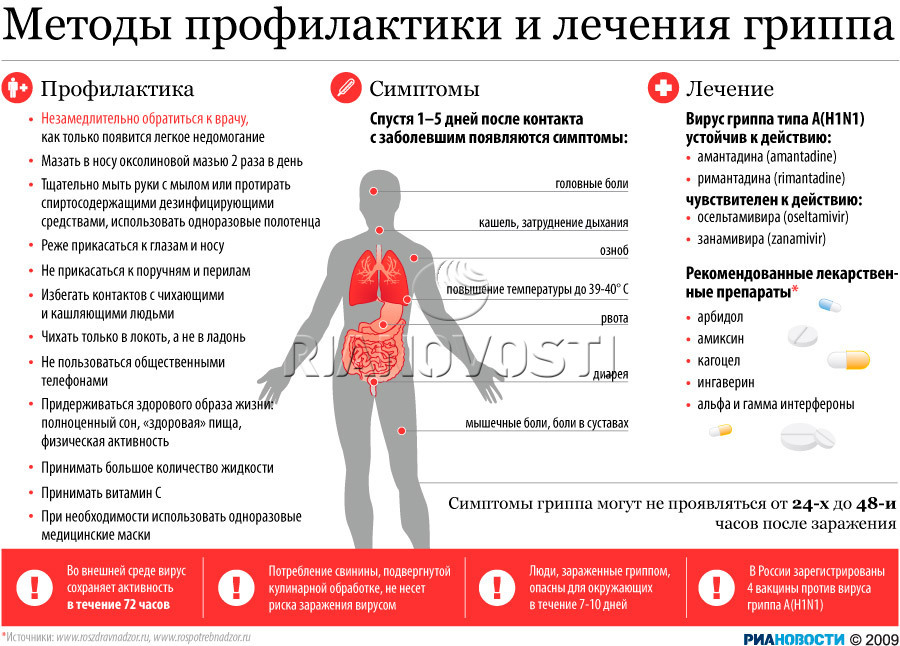 Методы профилактики и лечения гриппа
Профилактика
Незамедлительно обратиться к врачу,
как только появится легкое недомогание
Мазать в носу оксолиновой мазью 2 раза в день
Тщательно мыть руки с мылом или протирать
спиртосодержащими дезинфицирующими
средствами, использовать одноразовые полотенца
Реже прикасаться к глазам и носу
Не прикасаться к поручням и перилам
Избегать контактов с чихающими
и кашляющими людьми
Чихать только в локоть, а не в ладонь
Не пользоваться общественными
телефонами
Придерживаться здорового образа жизни:
полноценный сон, «здоровая» пища,
физическая активность
Принимать большое количество жидкости
Принимать витамин С
При необходимости использовать одноразовые
медицинские маски
Симптомы
Спустя 1–5 дней после контакта
с заболевшим появляются симптомы:
головные боли
кашель, затруднение дыхания
озноб
повышение температуры до 39-40° С
рвота
RIANOVOSTI
диарея
мышечные боли, боли в суставах
Лечение
Вирус гриппа типа А(H1N1)
устойчив к действию:
амантадина (amantadine)
римантадина (rimantadine)
чувствителен к действию:
осельтамивира (oseltamivir)
занамивира (zanamivir)
Рекомендованные лекарствен-
ные препараты*
арбидол
амиксин
кагоцел
ингаверин
альфа и гамма интерфероны
Симптомы гриппа могут не проявляться от 24-х до 48-и
часов после заражения
Во внешней среде вирус
сохраняет активность
в течение 72 часов
Потребление свинины, подвергнутой
кулинарной обработке, не несет
риска заражения вирусом
Люди, зараженные гриппом,
опасны для окружающих
в течение 7-10 дней
В России зарегистрированы
4 вакцины против вируса
гриппа А(H1N1)
*Источники: www.roszdravnadzor.ru, www.rospotrebnadzor.ru
РИАНОВОСТИ © 2009